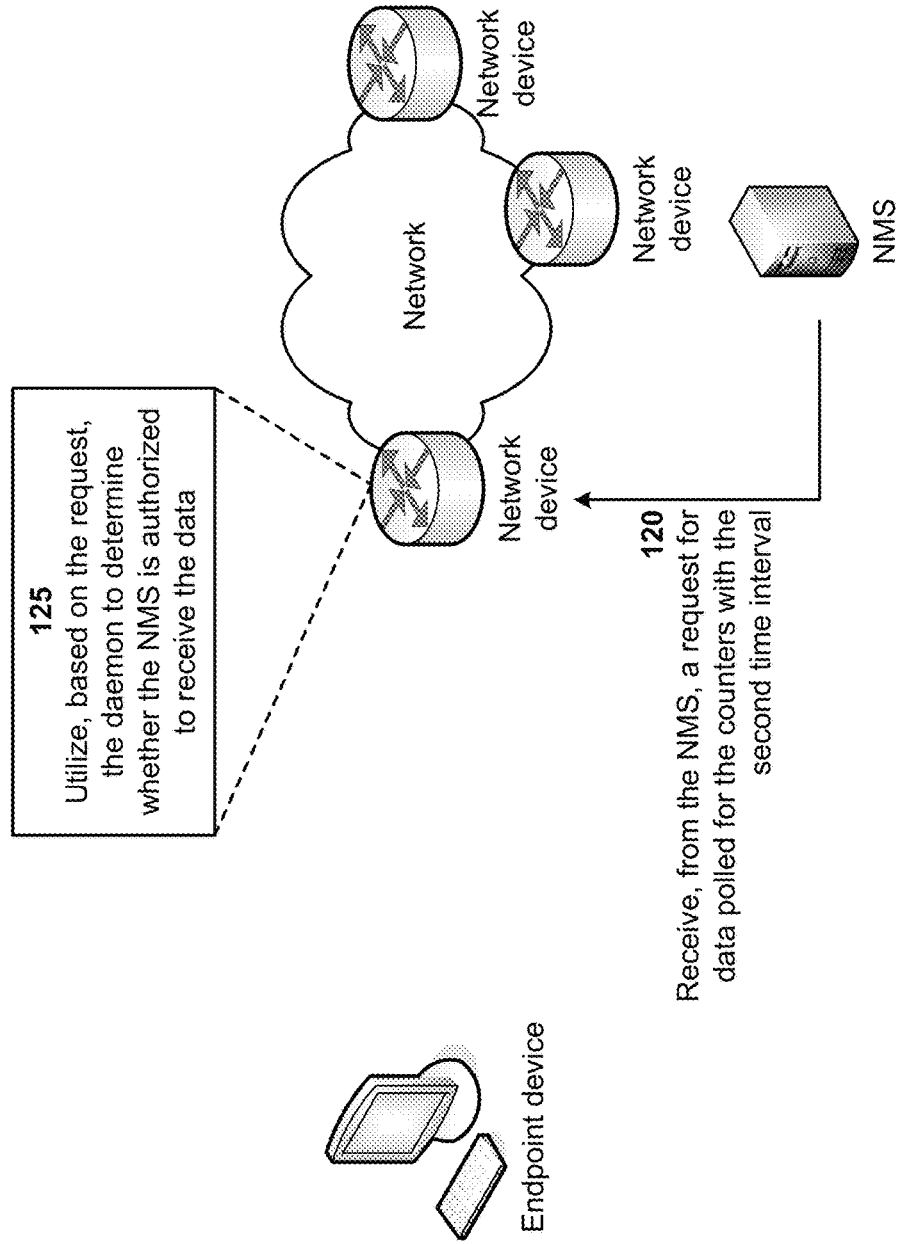 125
Utilize, based on the request,
the daemon to determine
whether the NMS is authorized
to receive the data
Network
Network
device
Network
device
Network
device
Endpoint device
120
Receive, from the NMS, a request for
data polled for the counters with the
second time interval
NMS